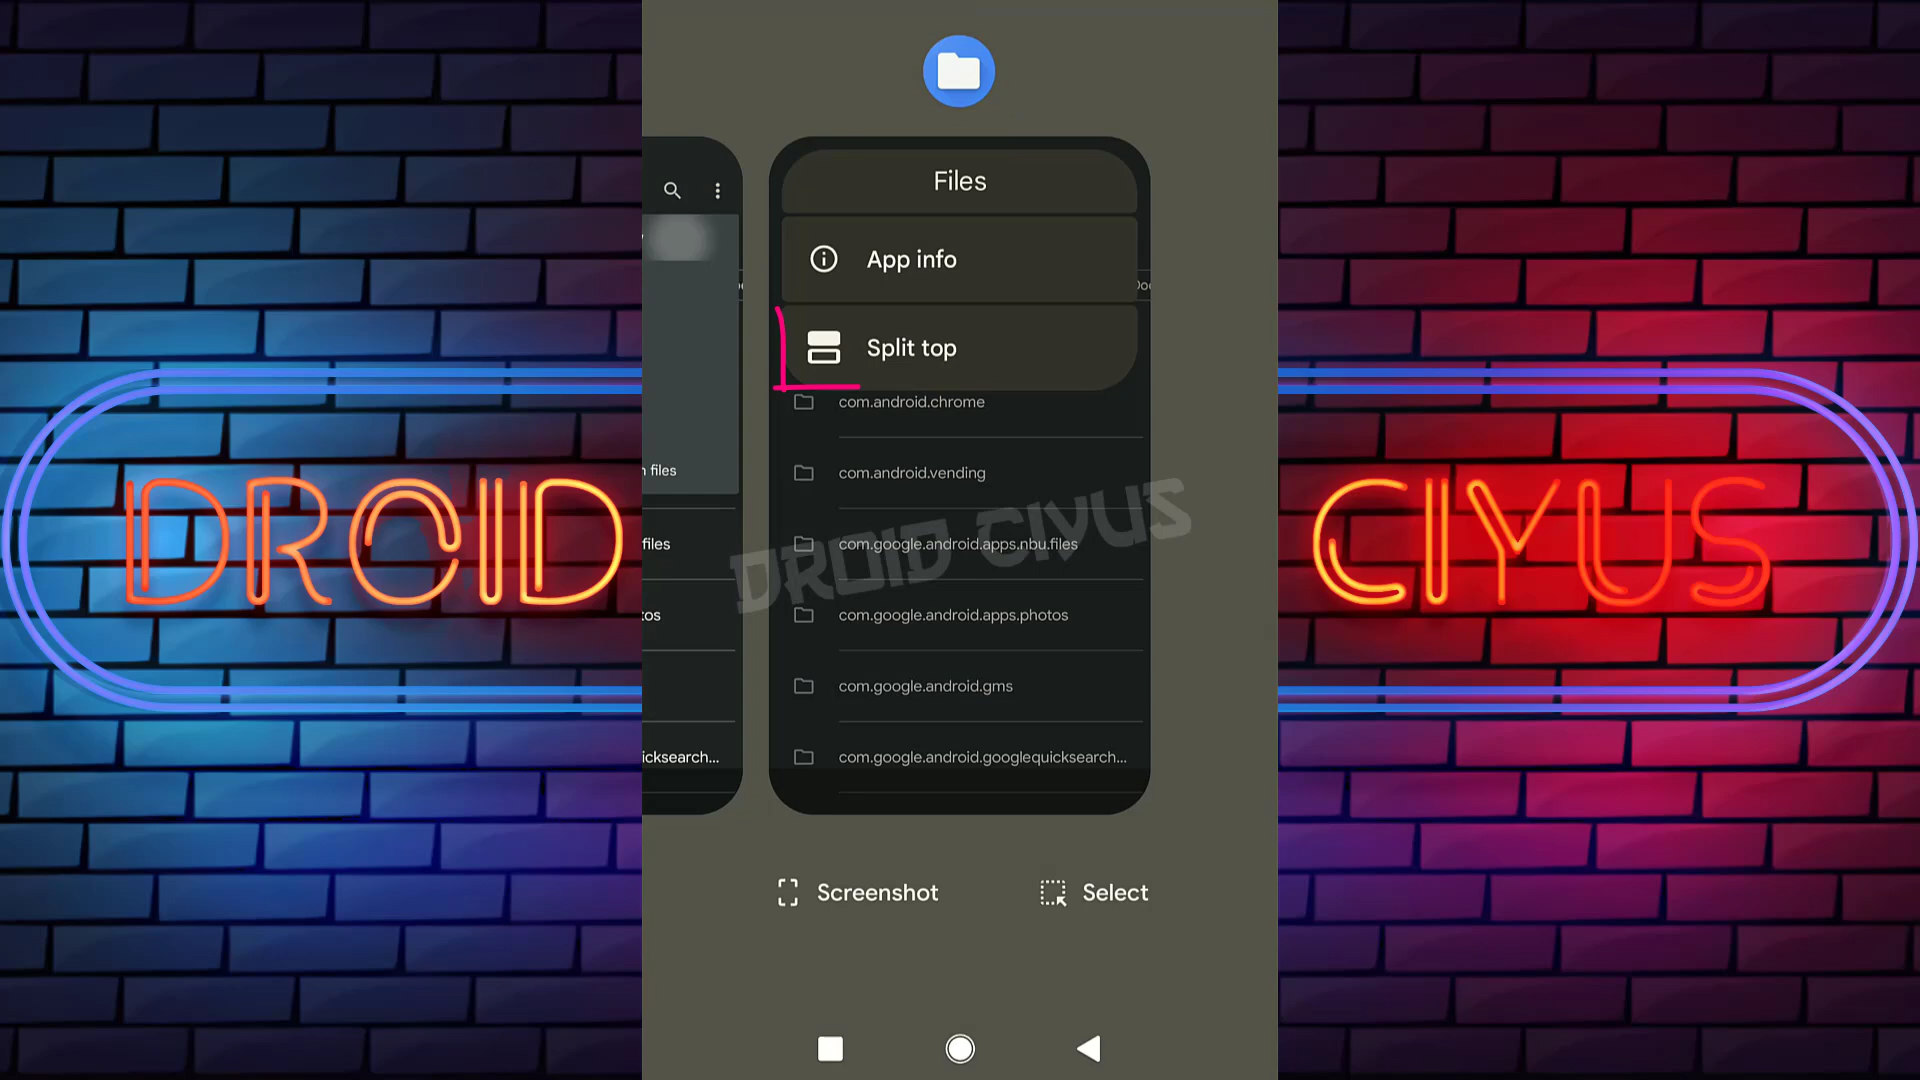 Files
App info
Doc
Split top
com.android.chrome
com.android.vending
n files
com.google.android.apps.nbu.files
files
com.google.android.apps.photos
tos
com.google.android.gms
com.google.android.googlequicksearch...
icksearch...
DROID CIYUS
DROID
CIYUS
Screenshot
Select